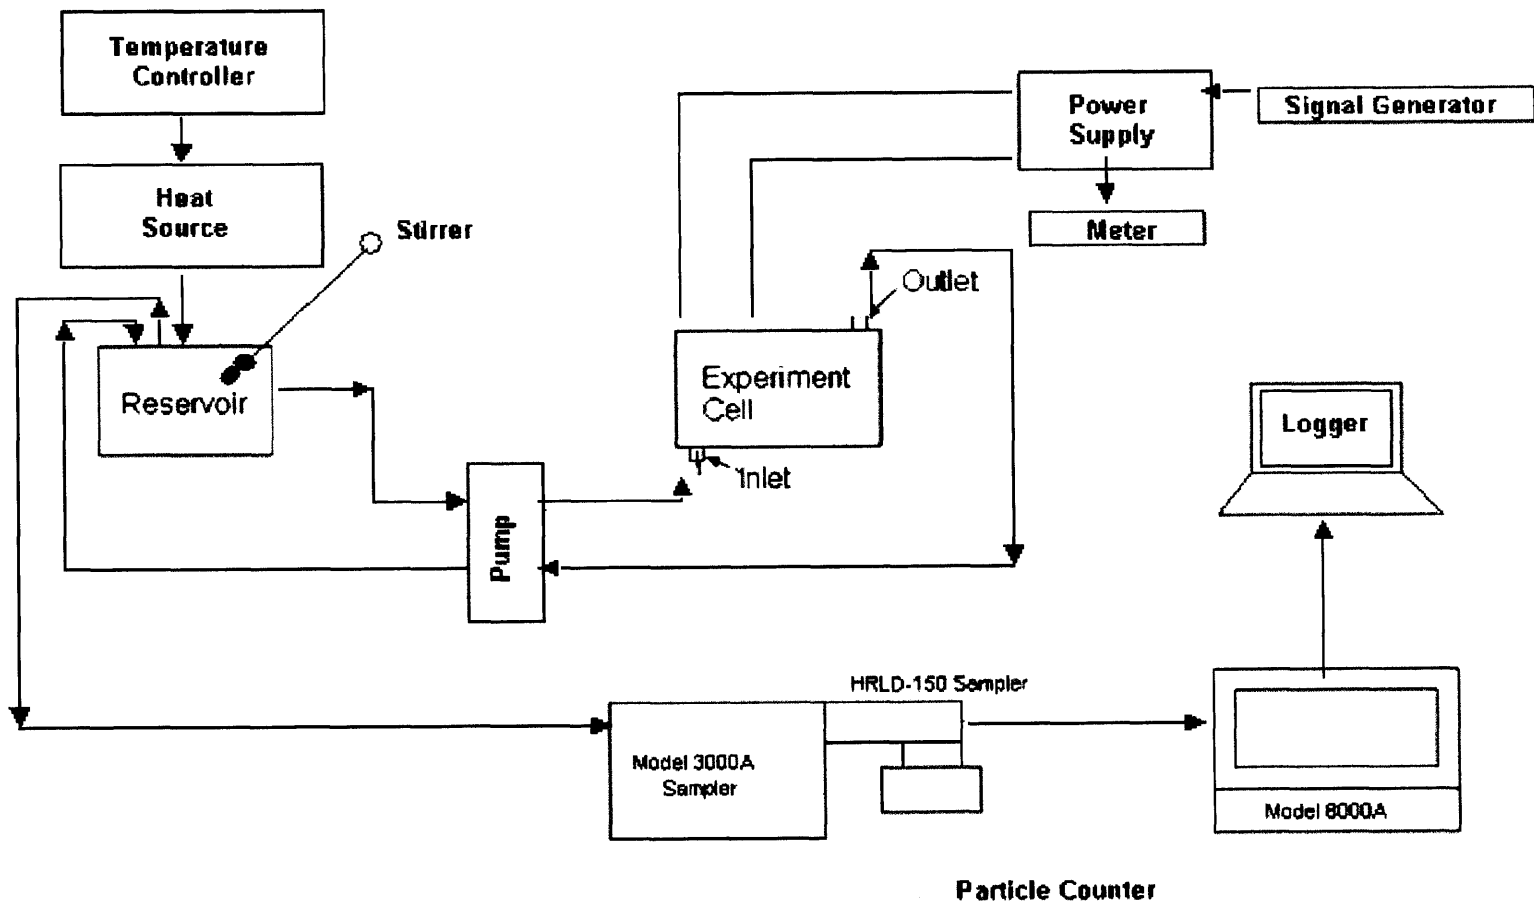 Temperature
Controller
Power
Supply
Signal Generator
Heat
Source
Stirrer
Meter
Outlet
Reservoir
Experiment
Cell
Logger
Inlet
Pump
HRLD-150 Sampler
Model 3000A
Sampler
Model 8000A
Particle Counter